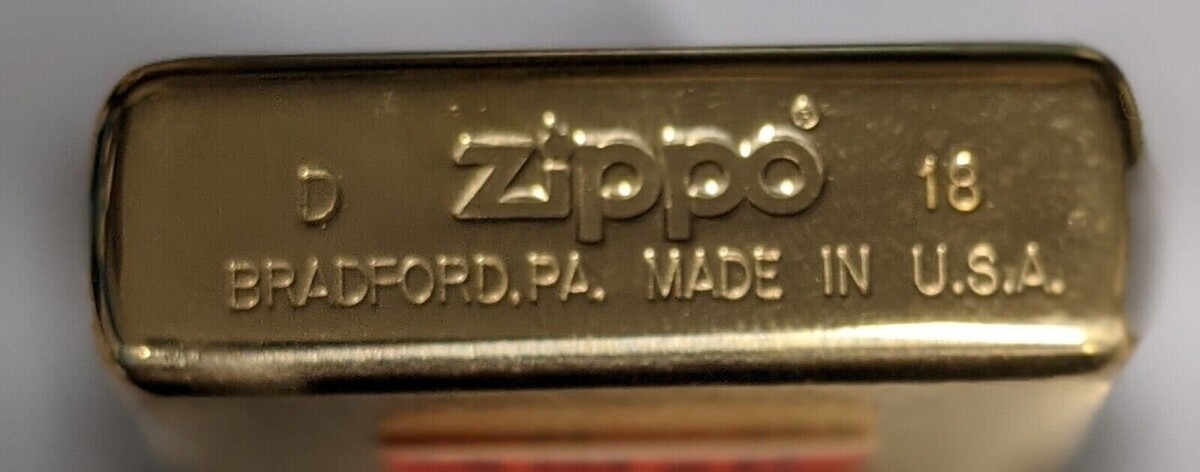 D zippo® 18
BRADFORD, PA. MADE IN U.S.A.